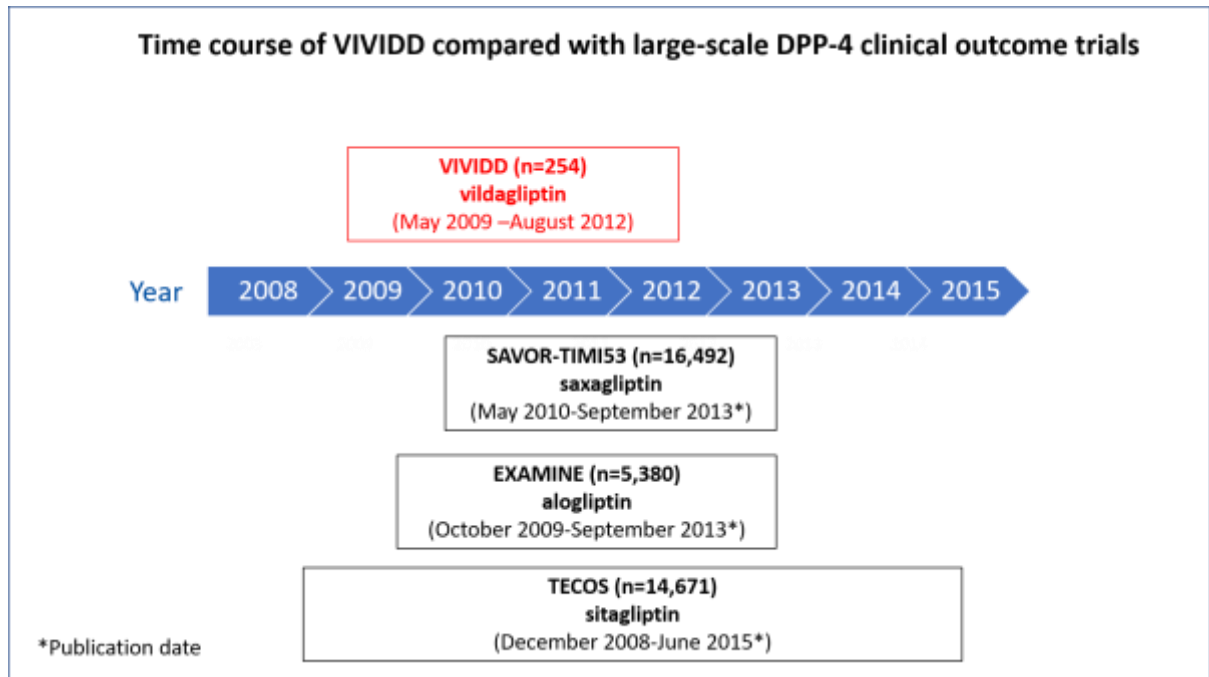 Time course of VIVIDD compared with large-scale DPP-4 clinical outcome trials
VIVIDD (n=254)
vildagliptin
(May 2009 –August 2012)
Year 2008 2009 2010 2011 2012 2013 2014 2015
SAVOR-TIMI53 (n=16,492)
saxagliptin
(May 2010-September 2013*)
EXAMINE (n=5,380)
alogliptin
(October 2009-September 2013*)
TECOS (n=14,671)
sitagliptin
(December 2008-June 2015*)
*Publication date